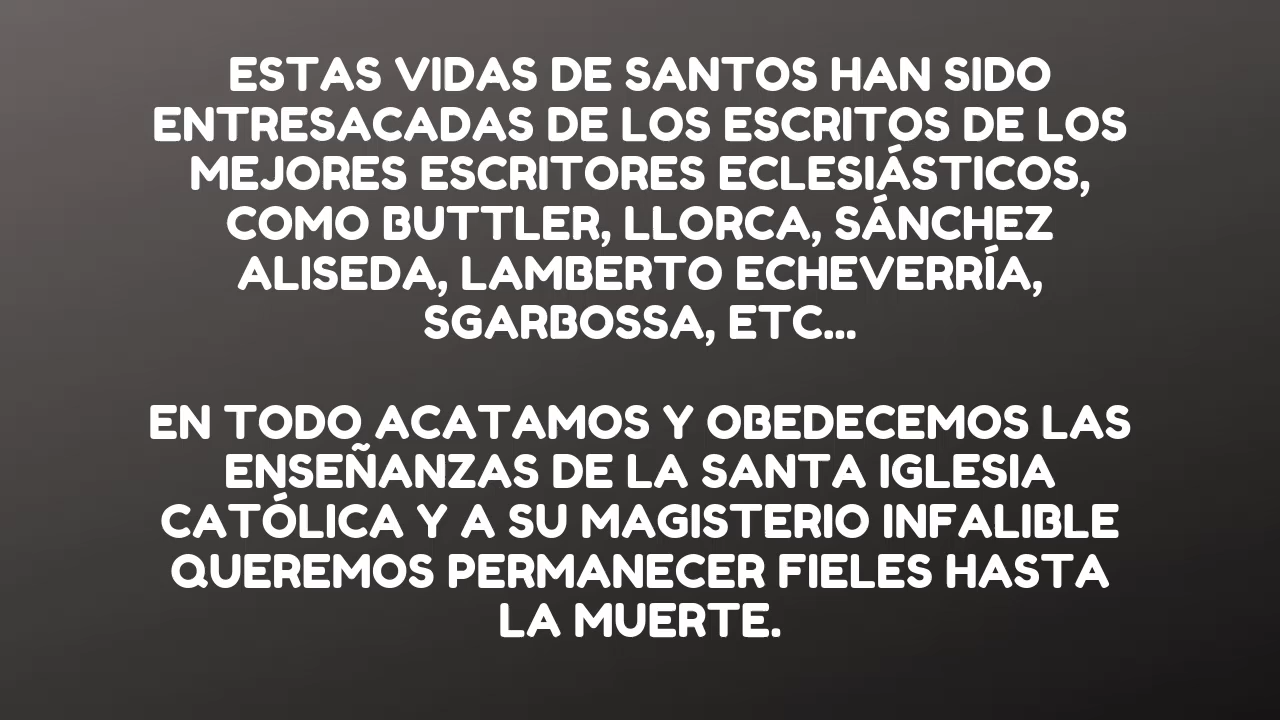 ESTAS VIDAS DE SANTOS HAN SIDO
ENTRESACADAS DE LOS ESCRITOS DE LOS
MEJORES ESCRITORES ECLESIÁSTICOS,
COMO BUTTLER, LLORCA, SÁNCHEZ
ALISEDA, LAMBERTO ECHEVERRÍA,
SGARBOSSA, ETC...
EN TODO ACATAMOS Y OBEDECEMOS LAS
ENSEÑANZAS DE LA SANTA IGLESIA
CATÓLICA Y A SU MAGISTERIO INFALIBLE
QUEREMOS PERMANECER FIELES HASTA
LA MUERTE.